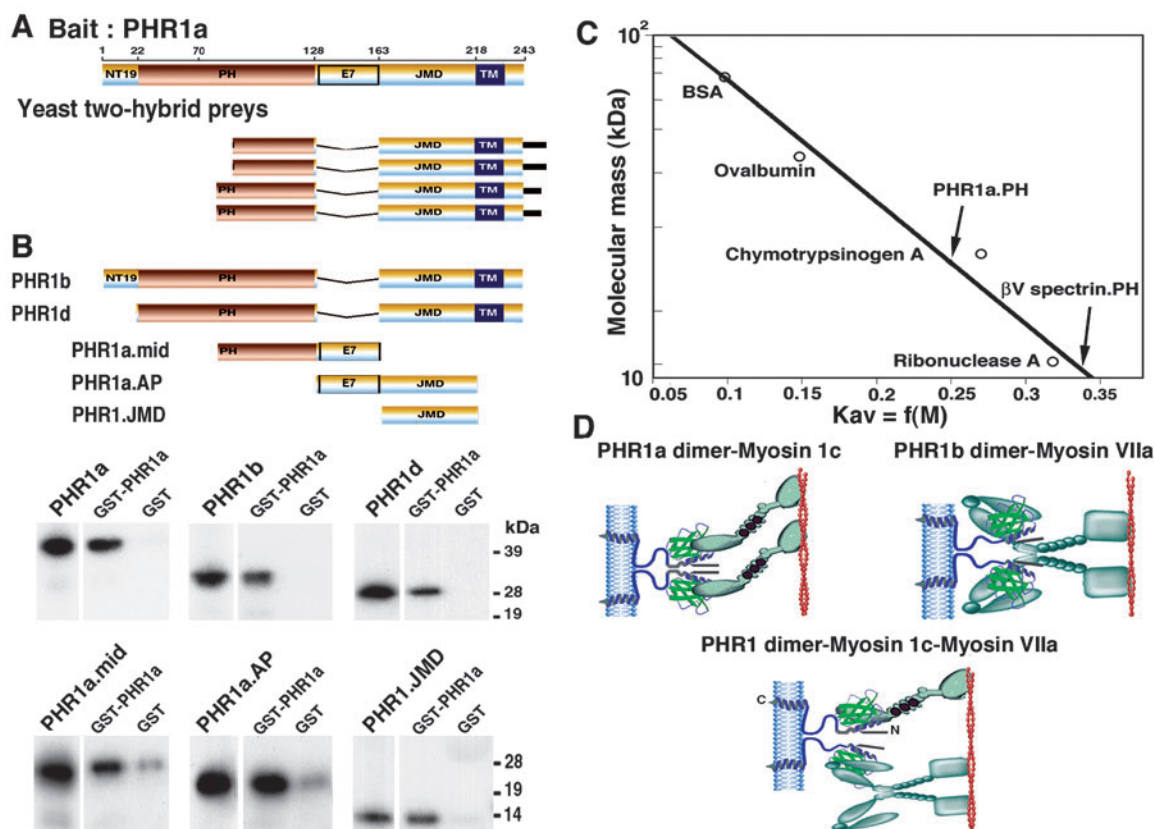 A Bait : PHR1a
1 22 70 128 163 218 243
NT19 PH E7 JMD TM
Yeast two-hybrid preys
JMD TM
JMD TM
PH JMD TM
PH JMD TM
B
PHR1b NT19 PH JMD TM
PHR1d PH JMD TM
PHR1a.mid PH E7
PHR1a.AP E7 JMD
PHR1.JMD JMD
PHR1a GST-PHR1a GST
PHR1b GST-PHR1a GST
PHR1d GST-PHR1a GST
kDa
- 39
- 28
- 19
PHR1a.mid GST-PHR1a GST
PHR1a.AP GST-PHR1a GST
PHR1.JMD GST-PHR1a GST
- 28
- 19
- 14
C
Molecular mass (kDa)
10²
10
BSA
Ovalbumin
PHR1a.PH
Chymotrypsinogen A
βV spectrin.PH
Ribonuclease A
0.05 0.1 0.15 0.2 0.25 0.3 0.35
Kav = f(M)
D
PHR1a dimer-Myosin 1c
PHR1b dimer-Myosin VIIa
PHR1 dimer-Myosin 1c-Myosin VIIa
C
N